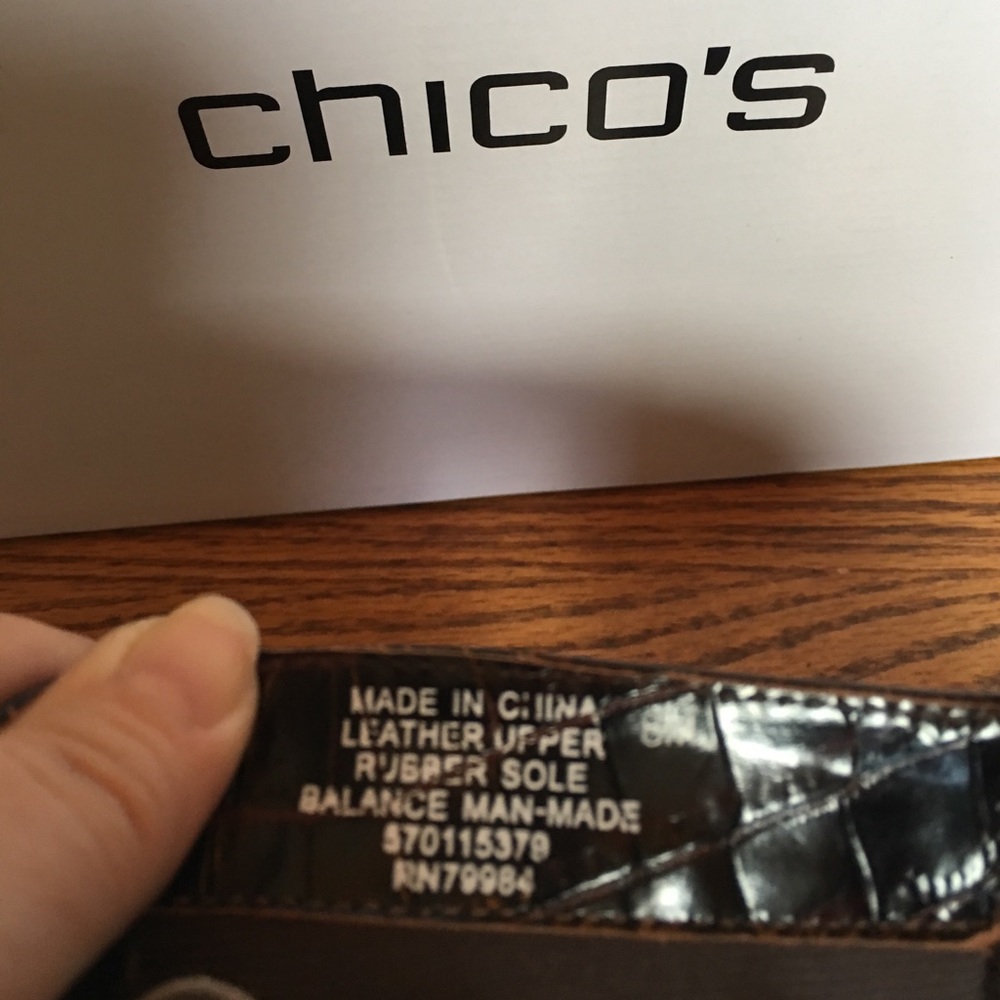 chico's
MADE IN CHINA
LEATHER UPPER
RUBBER SOLE
BALANCE MAN-MADE
570115379
RN79984